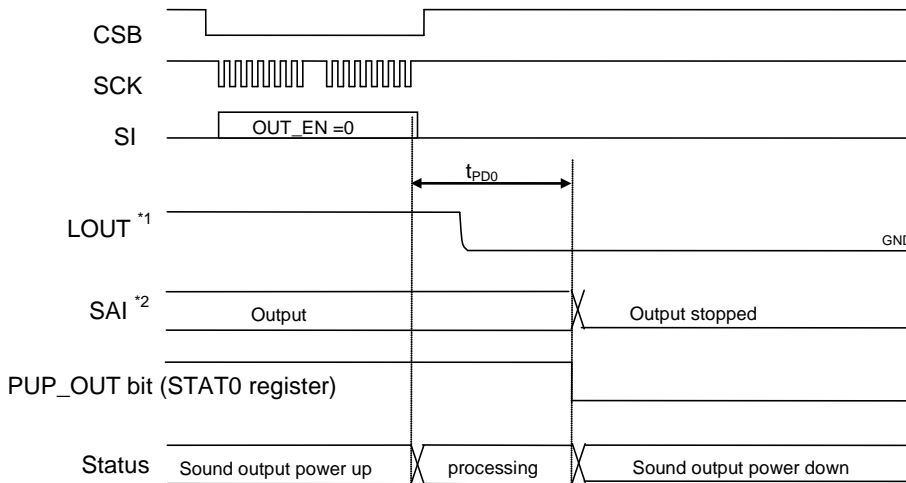 CSB
SCK
SI
OUT_EN =0
tPD0
LOUT *1
GND
SAI *2
Output
Output stopped
PUP_OUT bit (STAT0 register)
Status
Sound output power up
processing
Sound output power down